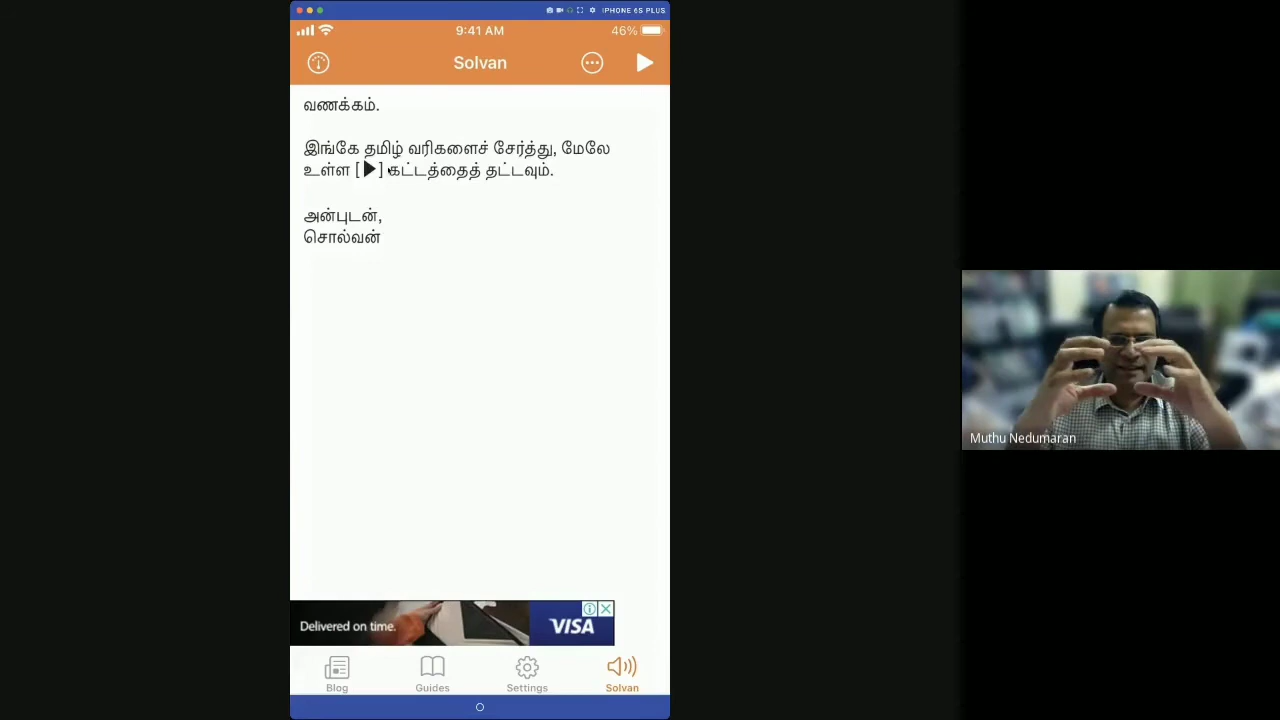 IPHONE 6S PLUS
9:41 AM
46%
Solvan
வணக்கம்.
இங்கே தமிழ் வரிகளைச் சேர்த்து, மேலே
உள்ள [▶] கட்டத்தைத் தட்டவும்.
அன்புடன்,
சொல்வன்
Muthu Nedumaran
Delivered on time.
VISA
Blog
Guides
Settings
Solvan